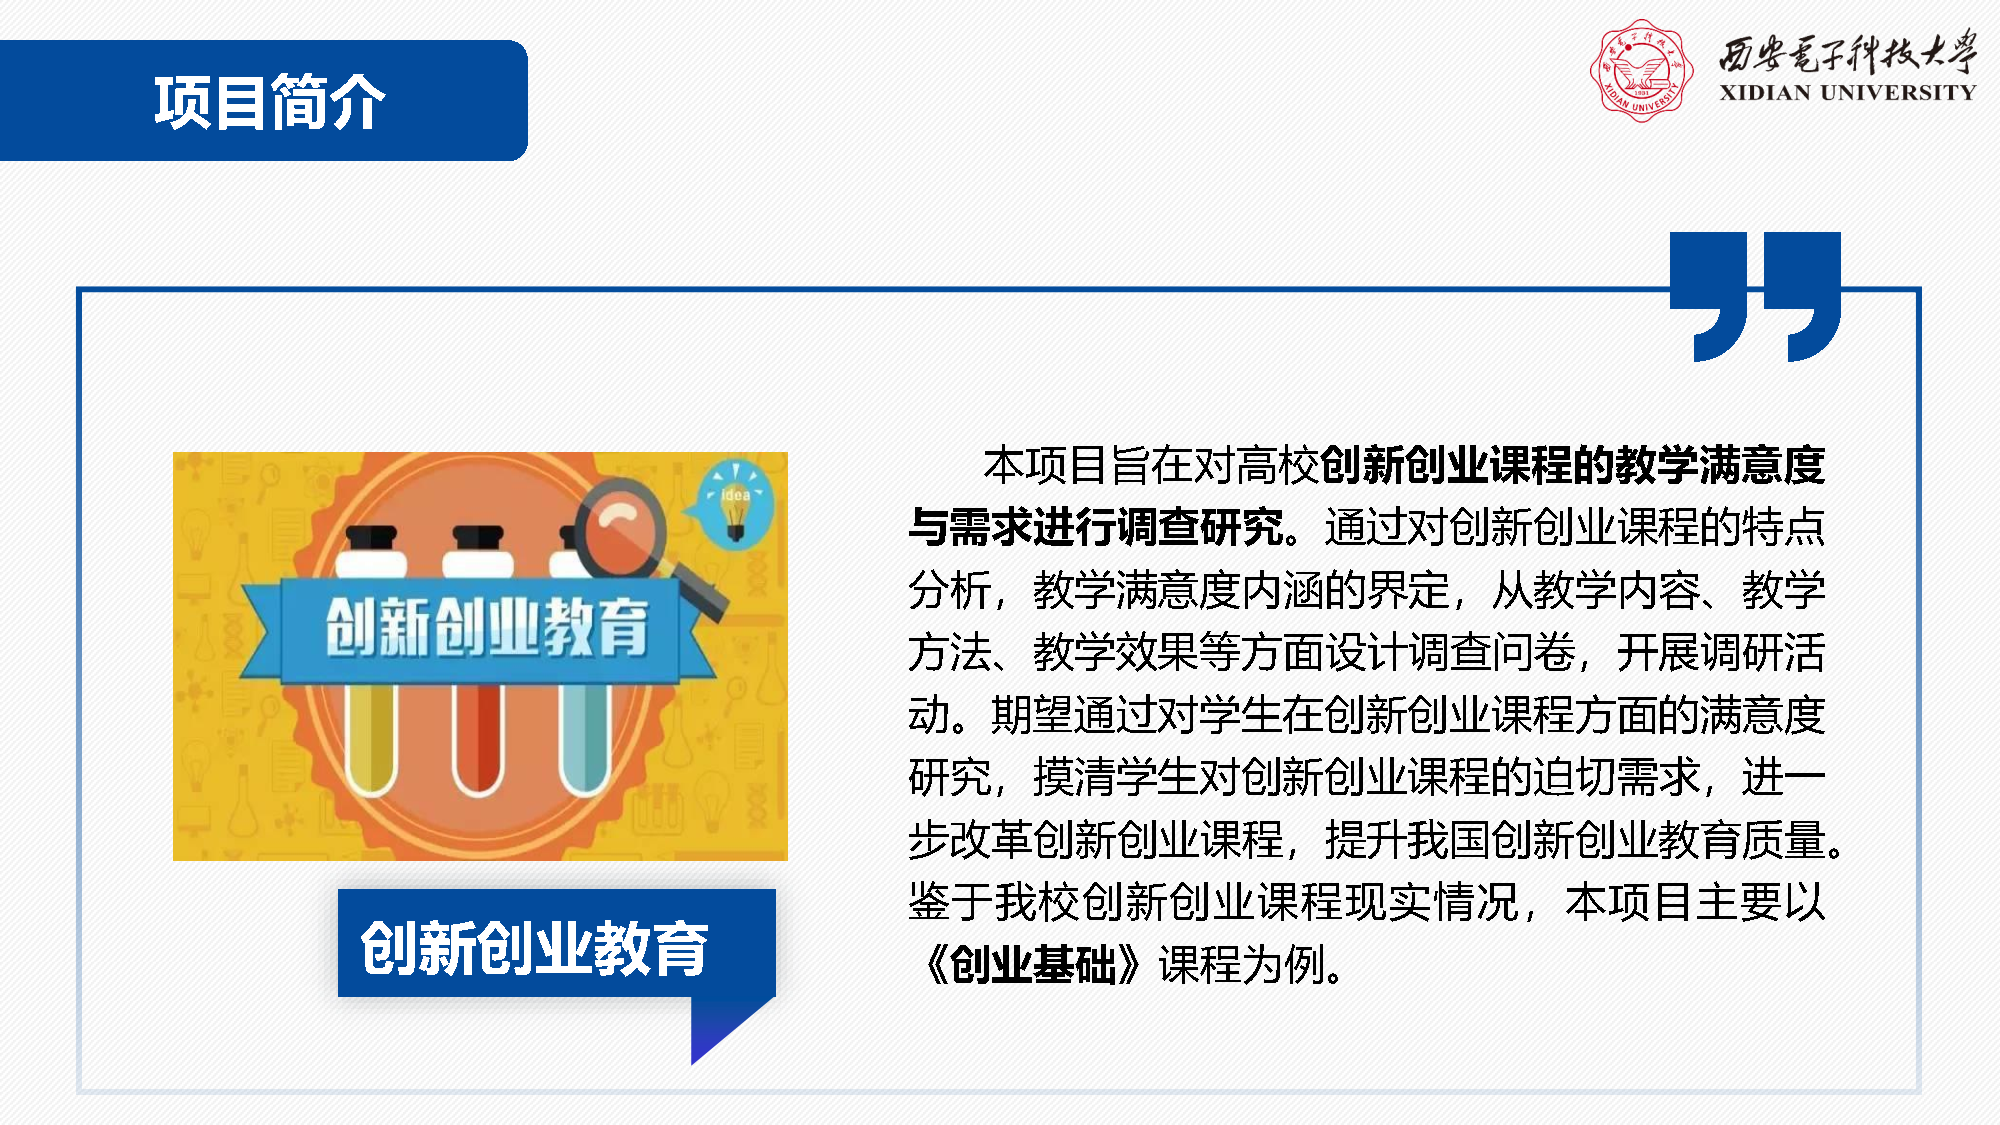 项目简介
西安電子科技大学
XIDIAN UNIVERSITY
XIDIAN UNIVERSITY
1931
本项目旨在对高校创新创业课程的教学满意度
与需求进行调查研究。通过对创新创业课程的特点
分析，教学满意度内涵的界定，从教学内容、教学
方法、教学效果等方面设计调查问卷，开展调研活
动。期望通过对学生在创新创业课程方面的满意度
研究，摸清学生对创新创业课程的迫切需求，进一
步改革创新创业课程，提升我国创新创业教育质量。
鉴于我校创新创业课程现实情况，本项目主要以
《创业基础》课程为例。
idea
创新创业教育
创新创业教育